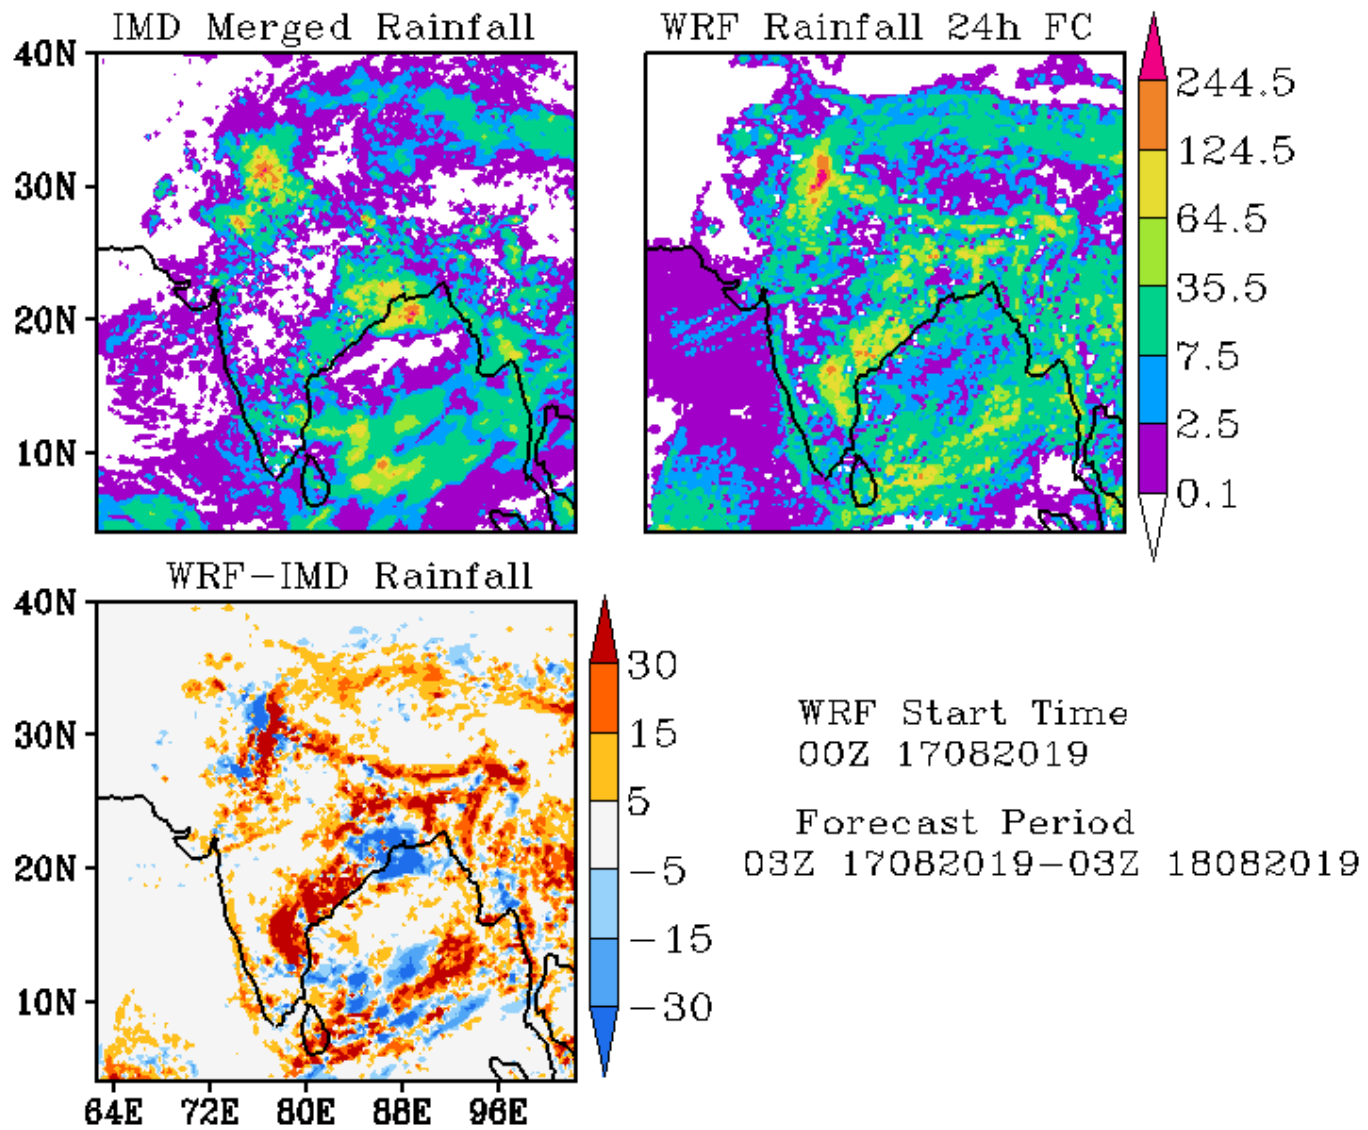 IMD Merged Rainfall
WRF Rainfall 24h FC
40N
30N
20N
10N
244.5
124.5
64.5
35.5
7.5
2.5
0.1
WRF-IMD Rainfall
40N
30N
20N
10N
64E 72E 80E 88E 96E
30
15
5
-5
-15
-30
WRF Start Time
00Z 17082019
Forecast Period
03Z 17082019-03Z 18082019